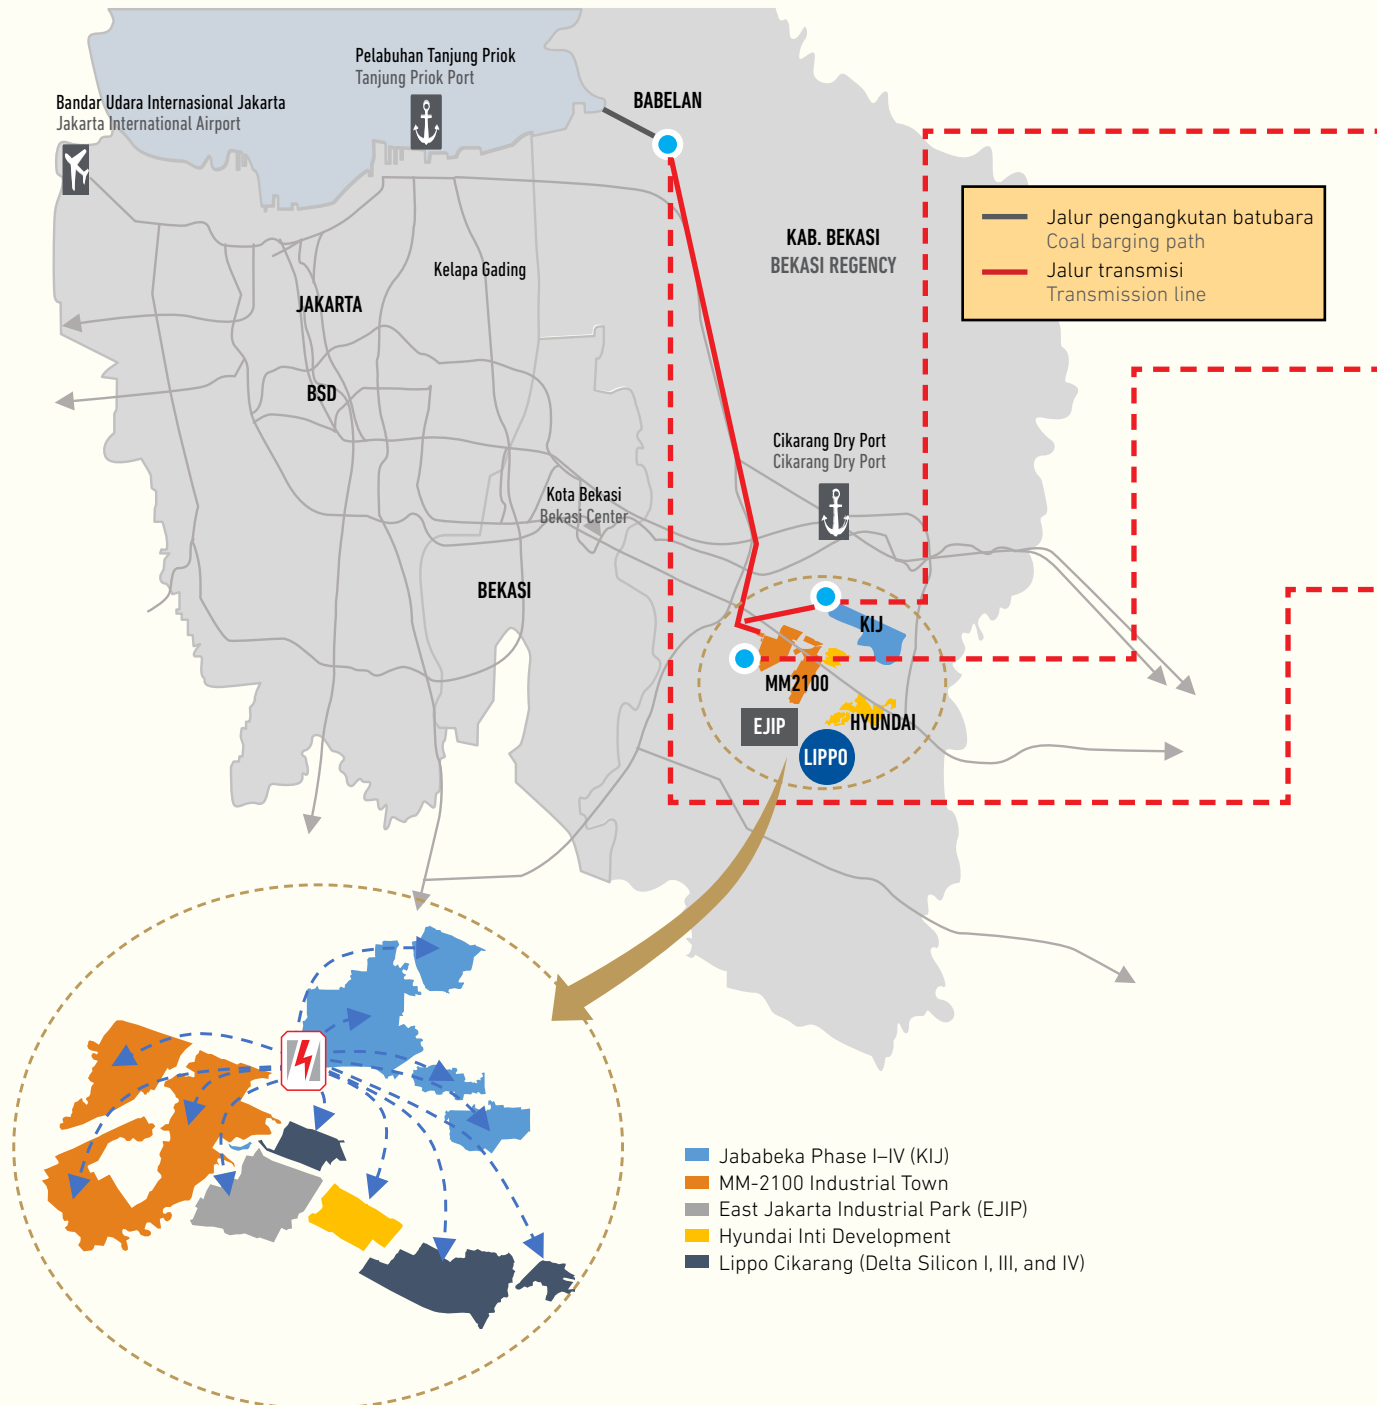 Pelabuhan Tanjung Priok
Tanjung Priok Port
Bandar Udara Internasional Jakarta
Jakarta International Airport
BABELAN
Jalur pengangkutan batubara
Coal barging path
Jalur transmisi
Transmission line
KAB. BEKASI
BEKASI REGENCY
Kelapa Gading
JAKARTA
BSD
Cikarang Dry Port
Cikarang Dry Port
Kota Bekasi
Bekasi Center
BEKASI
KIJ
MM2100
EJIP
HYUNDAI
LIPPO
Jababeka Phase I–IV (KIJ)
MM-2100 Industrial Town
East Jakarta Industrial Park (EJIP)
Hyundai Inti Development
Lippo Cikarang (Delta Silicon I, III, and IV)